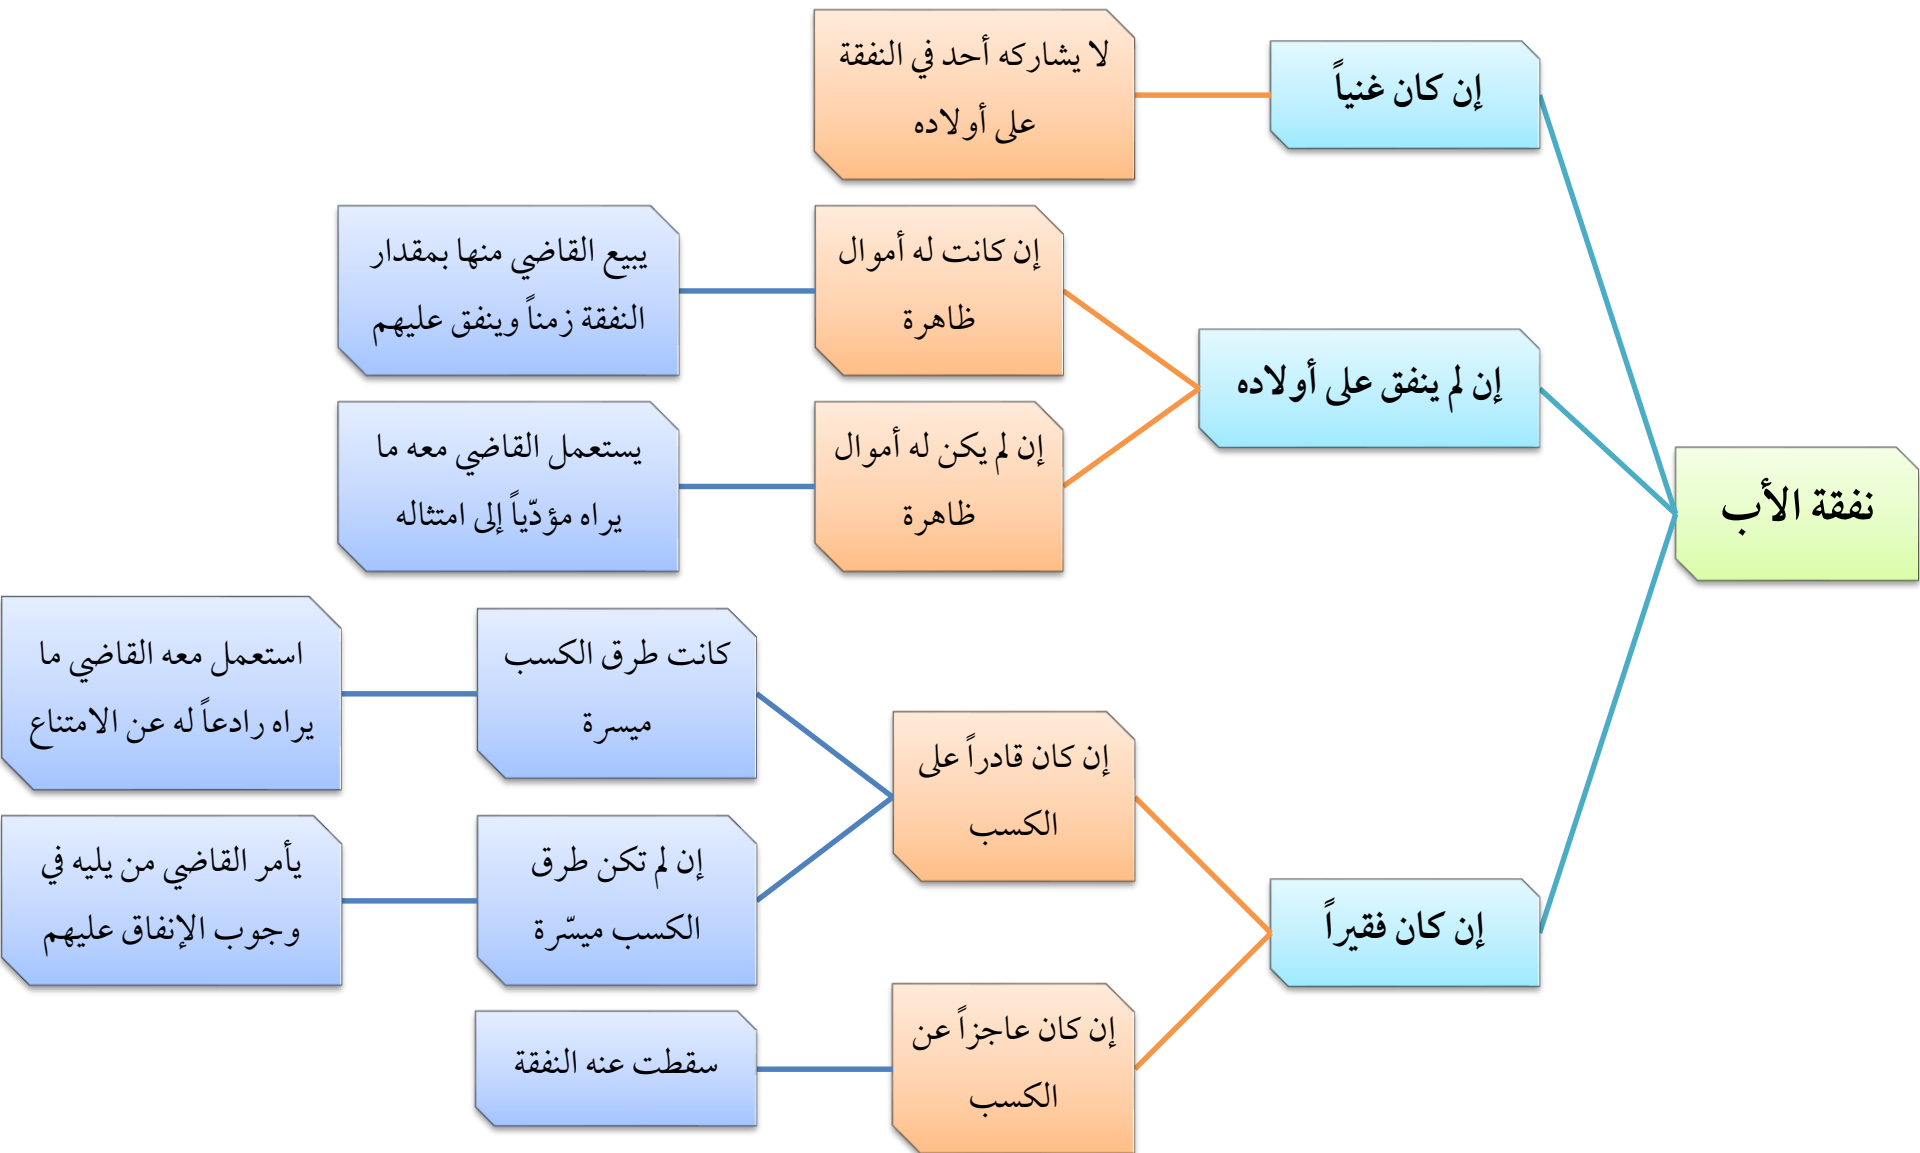 نفقة الأب
إن كان غنياً
لا يشاركه أحد في النفقة
على أولاده
إن لم ينفق على أولاده
إن كانت له أموال
ظاهرة
يبيع القاضي منها بمقدار
النفقة زمناً وينفق عليهم
إن لم يكن له أموال
ظاهرة
يستعمل القاضي معه ما
يراه مؤدّياً إلى امتثاله
إن كان فقيراً
إن كان قادراً على
الكسب
كانت طرق الكسب
ميسرة
استعمل معه القاضي ما
يراه رادعاً له عن الامتناع
إن لم تكن طرق
الكسب ميسّرة
يأمر القاضي من يليه في
وجوب الإنفاق عليهم
إن كان عاجزاً عن
الكسب
سقطت عنه النفقة